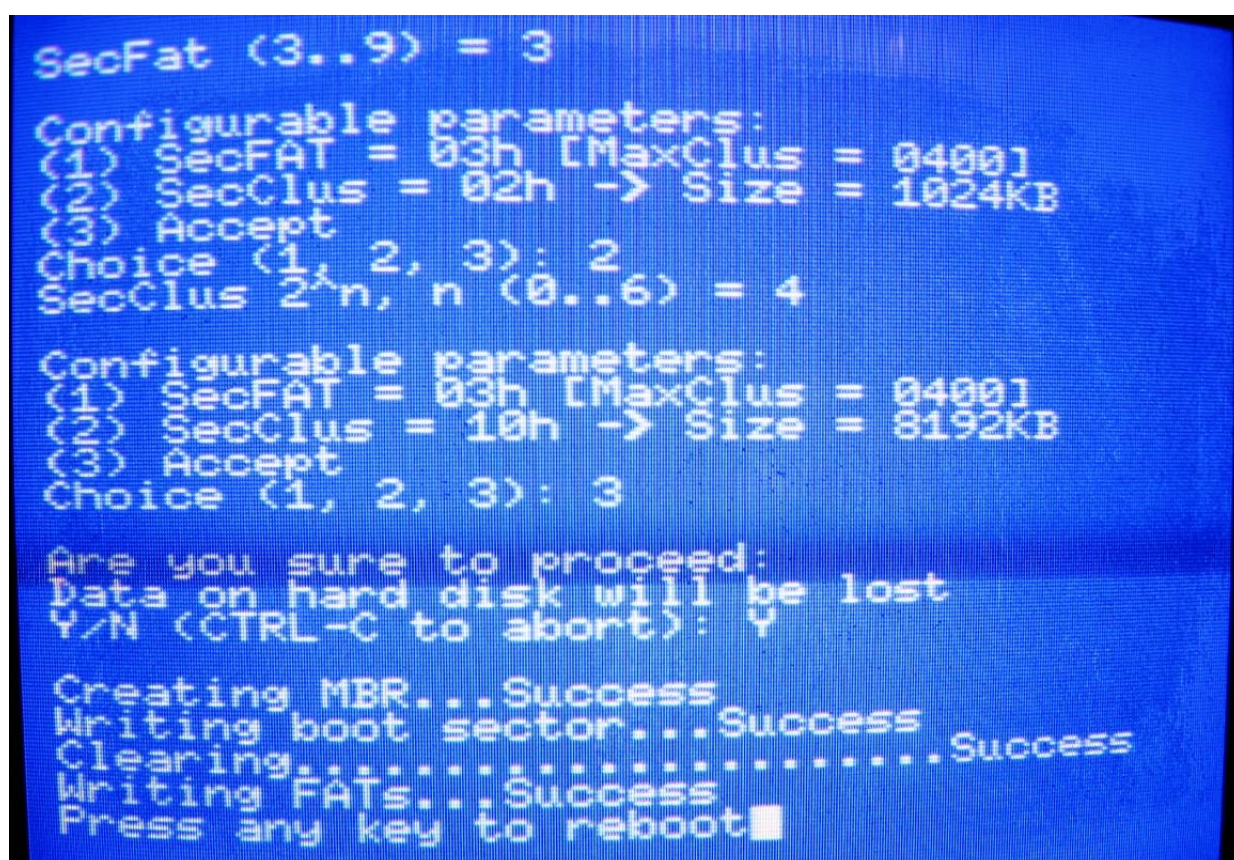 SecFat (3..9) = 3
Configurable parameters:
(1) SecFAT = 03h [MaxClus = 0400]
(2) SecClus = 02h -> Size = 1024KB
(3) Accept
Choice (1, 2, 3): 2
SecClus 2^n, n (0..6) = 4
Configurable parameters:
(1) SecFAT = 03h [MaxClus = 0400]
(2) SecClus = 10h -> Size = 8192KB
(3) Accept
Choice (1, 2, 3): 3
Are you sure to proceed:
Data on hard disk will be lost
Y/N (CTRL-C to abort): Y
Creating MBR...Success
Writing boot sector...Success
Clearing......................Success
Writing FATs...Success
Press any key to reboot